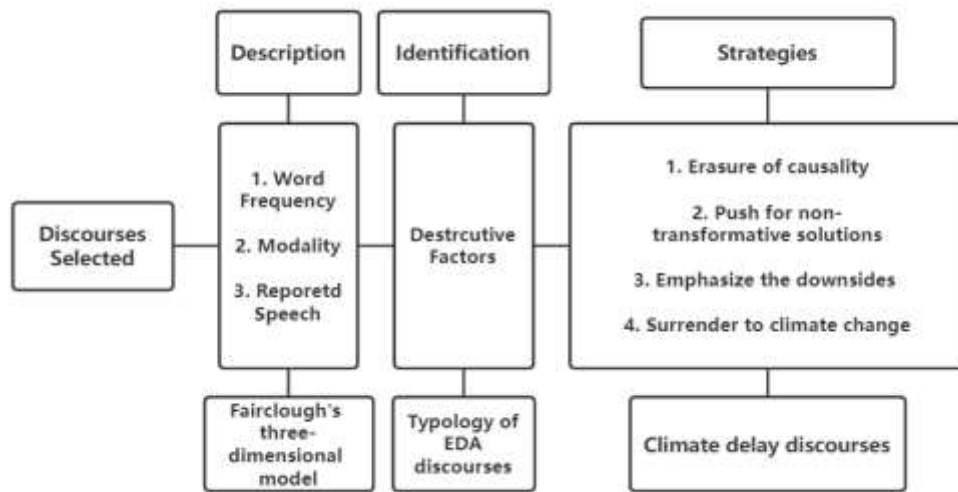 Description
Identification
Strategies
Discourses
Selected
1. Word
Frequency
2. Modality
3. Reporetd
Speech
Destrcutive
Factors
1. Erasure of causality
2. Push for non-
transformative solutions
3. Emphasize the downsides
4. Surrender to climate change
Fairclough's
three-
dimensional
model
Typology of
EDA
discourses
Climate delay discourses